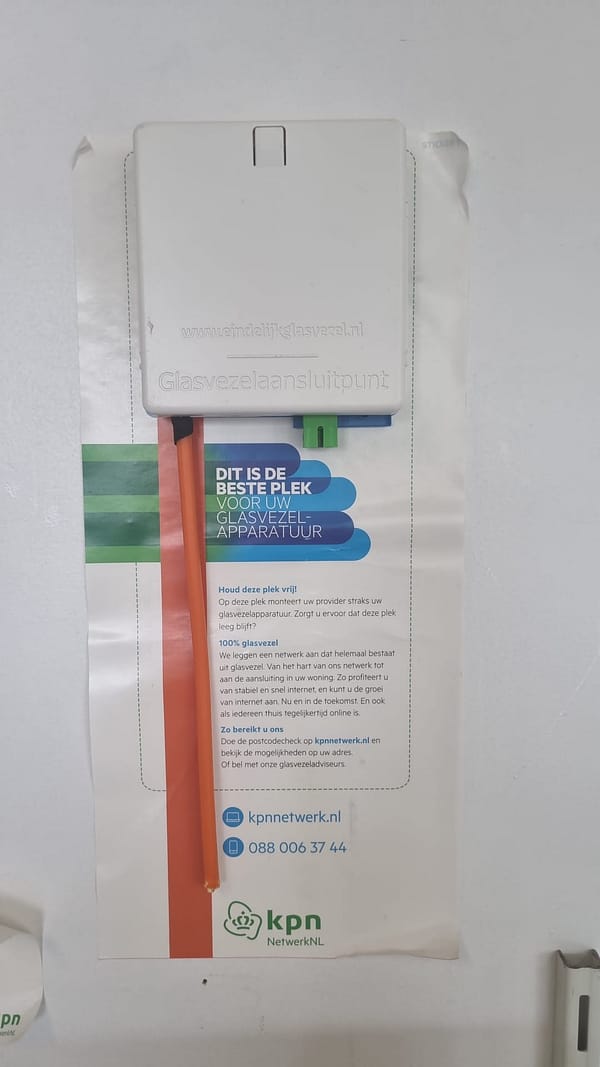 STICKER
www.eindelijkglasvezel.nl
Glasvezelaansluitpunt
DIT IS DE
BESTE PLEK
VOOR UW
GLASVEZEL-
APPARATUUR
Houd deze plek vrij!
Op deze plek monteert uw provider straks uw
glasvezelapparatuur. Zorgt u ervoor dat deze plek
leeg blijft?
100% glasvezel
We leggen een netwerk aan dat helemaal bestaat
uit glasvezel. Van het hart van ons netwerk tot
aan de aansluiting in uw woning. Zo profiteert u
van stabiel en snel internet, en kunt u de groei
van internet aan. Nu en in de toekomst. En ook
als iedereen thuis tegelijkertijd online is.
Zo bereikt u ons
Doe de postcodecheck op kpnnetwerk.nl en
bekijk de mogelijkheden op uw adres.
Of bel met onze glasvezeladviseurs.
kpnnetwerk.nl
088 006 37 44
kpn
NetwerkNL
pn